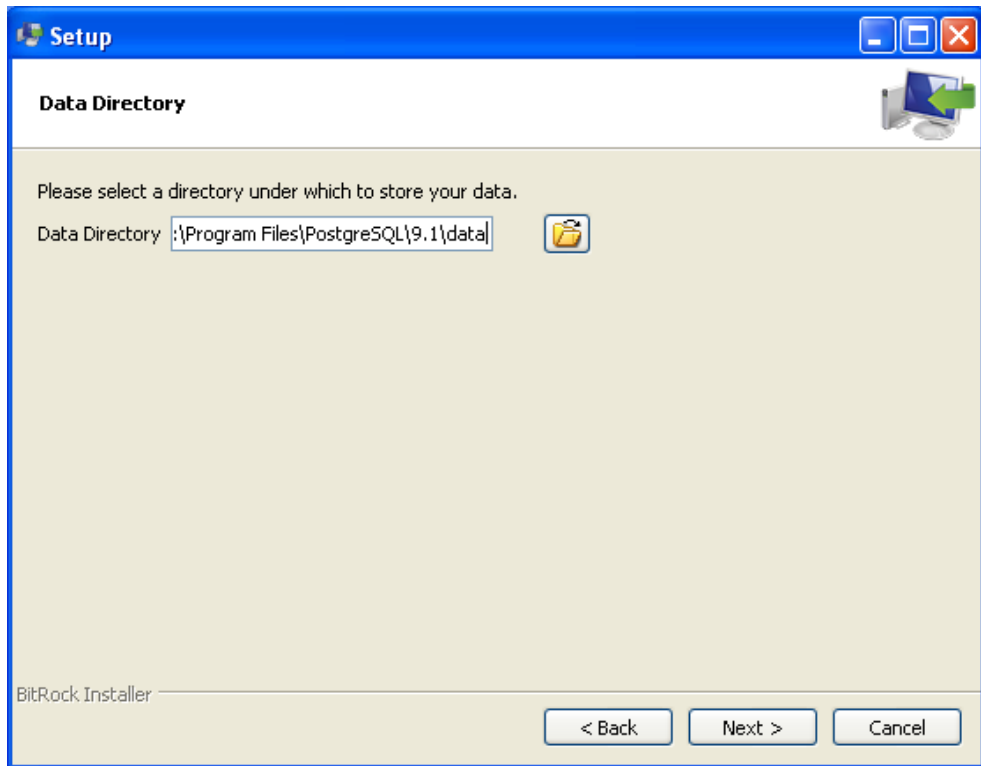 Setup
Data Directory
Please select a directory under which to store your data.
Data Directory :\Program Files\PostgreSQL\9.1\data
BitRock Installer
< Back Next > Cancel